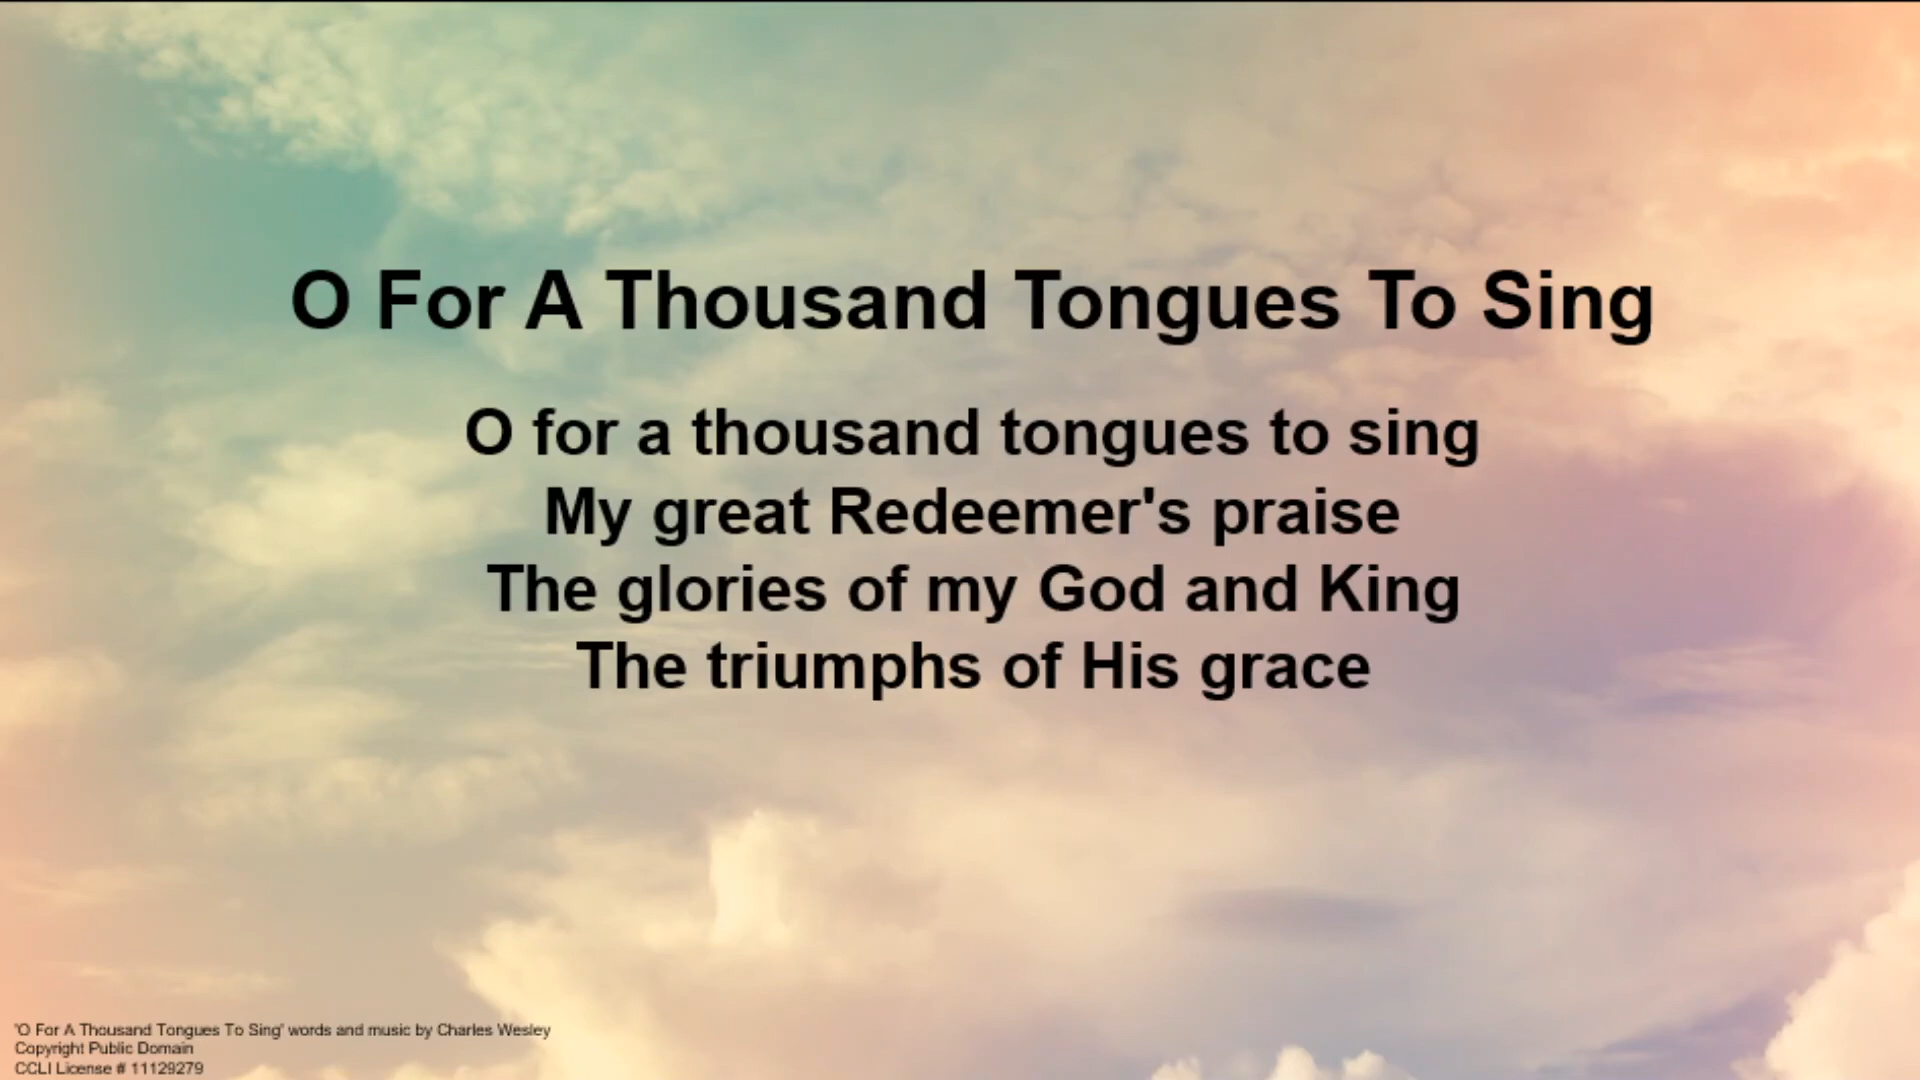 O For A Thousand Tongues To Sing
O for a thousand tongues to sing
My great Redeemer's praise
The glories of my God and King
The triumphs of His grace
'O For A Thousand Tongues To Sing' words and music by Charles Wesley
Copyright Public Domain
CCLI License # 11129279